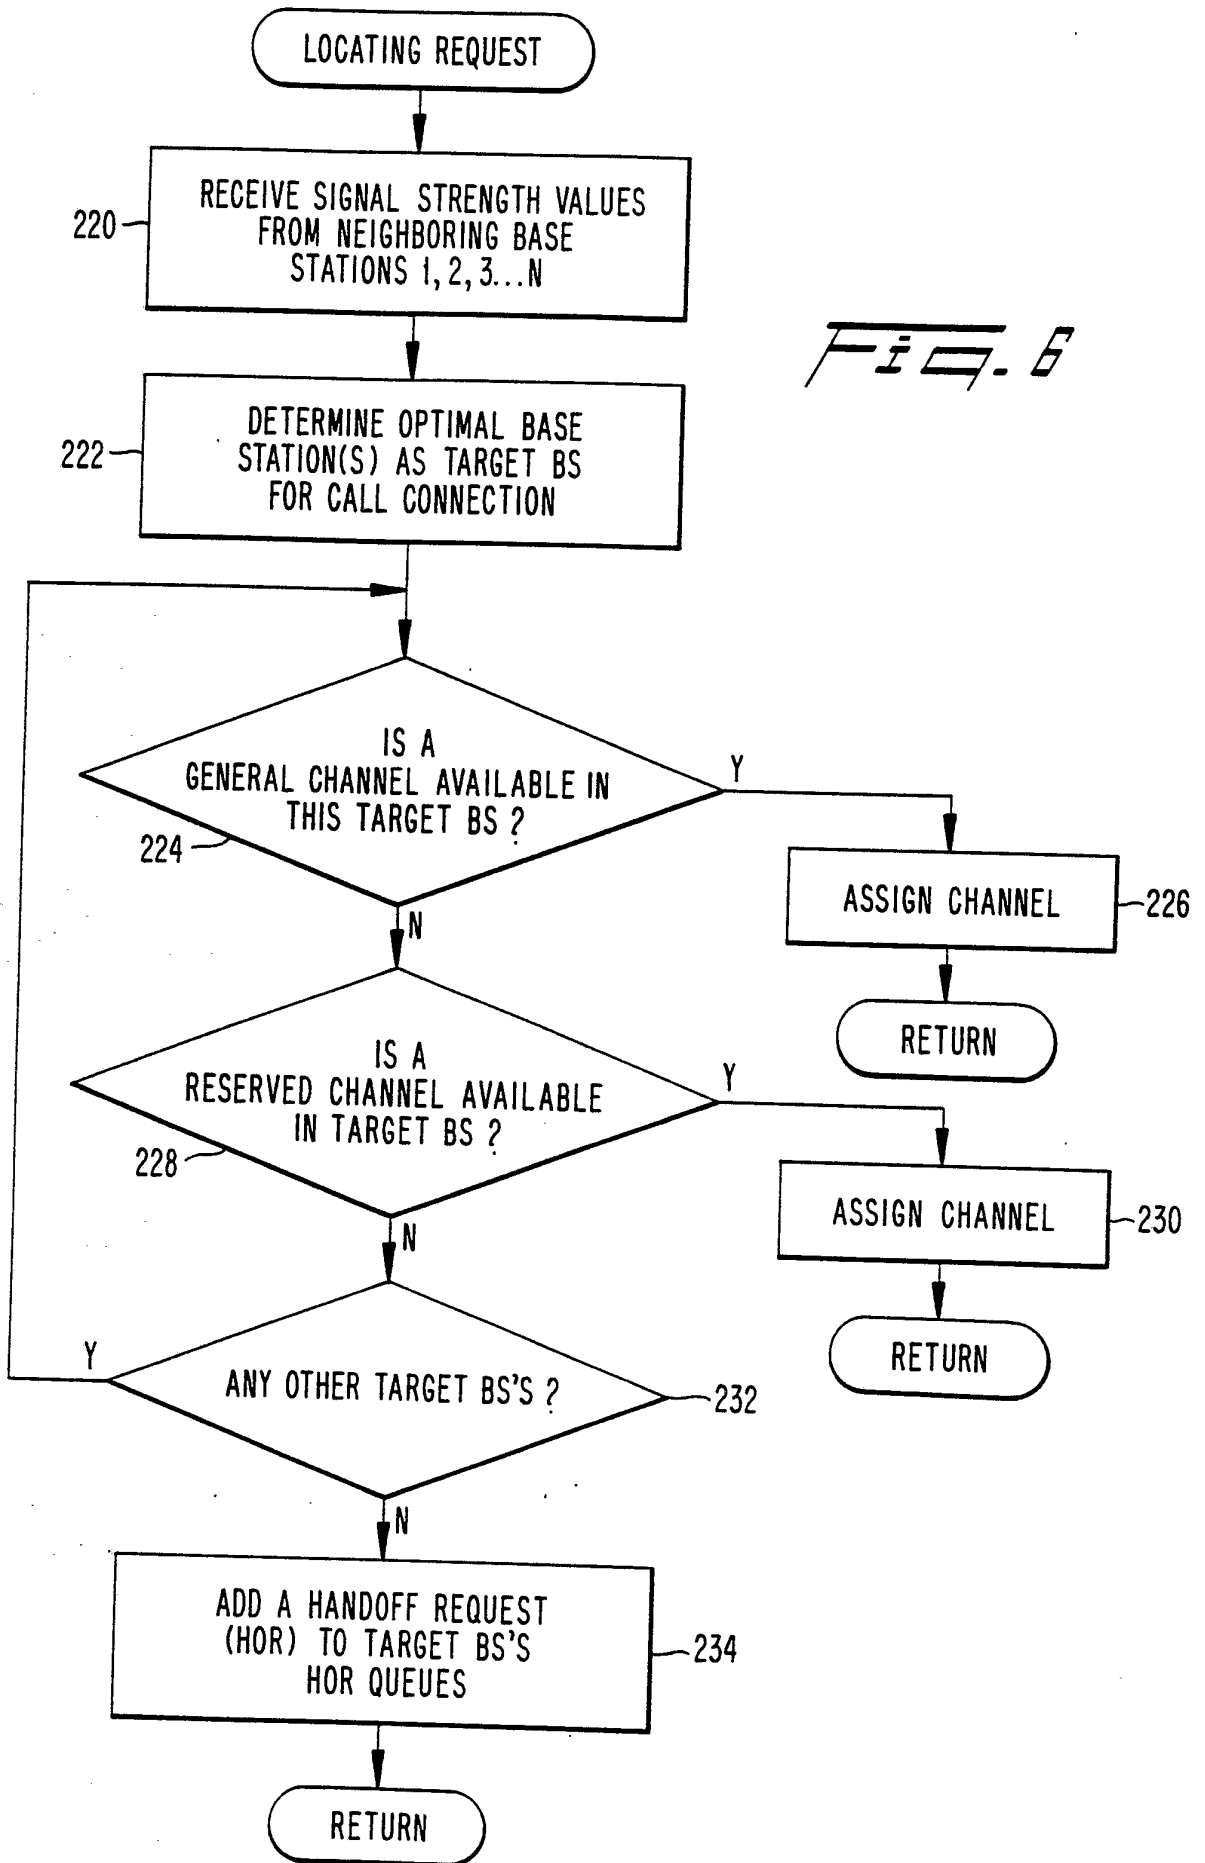 LOCATING REQUEST
RECEIVE SIGNAL STRENGTH VALUES
FROM NEIGHBORING BASE
STATIONS 1, 2, 3...N
220
Fig. 6
DETERMINE OPTIMAL BASE
STATION(S) AS TARGET BS
FOR CALL CONNECTION
222
IS A
GENERAL CHANNEL AVAILABLE IN
THIS TARGET BS ?
224
Y
N
ASSIGN CHANNEL
226
RETURN
IS A
RESERVED CHANNEL AVAILABLE
IN TARGET BS ?
228
Y
N
ASSIGN CHANNEL
230
RETURN
ANY OTHER TARGET BS'S ?
232
Y
N
ADD A HANDOFF REQUEST
(HOR) TO TARGET BS'S
HOR QUEUES
234
RETURN